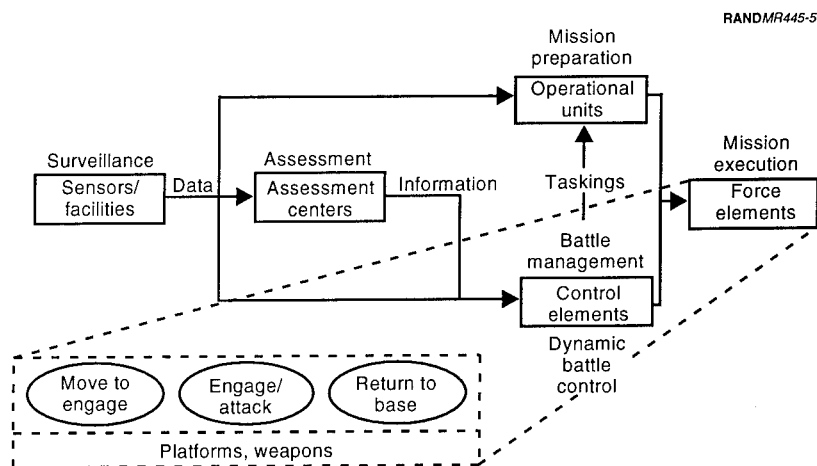 RANDMR445-5
Mission
preparation
Operational
units
Surveillance
Sensors/
facilities
Data
Assessment
Assessment
centers
Information
Taskings
Mission
execution
Force
elements
Battle
management
Control
elements
Dynamic
battle
control
Move to
engage
Engage/
attack
Return to
base
Platforms, weapons